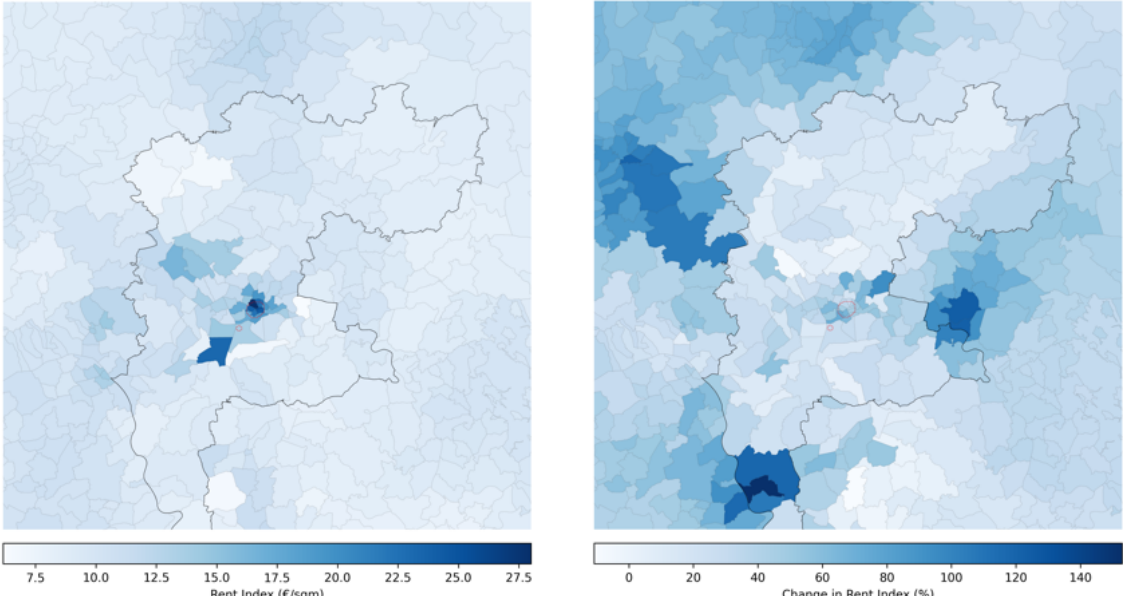 7.5 10.0 12.5 15.0 17.5 20.0 22.5 25.0 27.5
Rent Index (€/sqm)
0 20 40 60 80 100 120 140
Change in Rent Index (%)